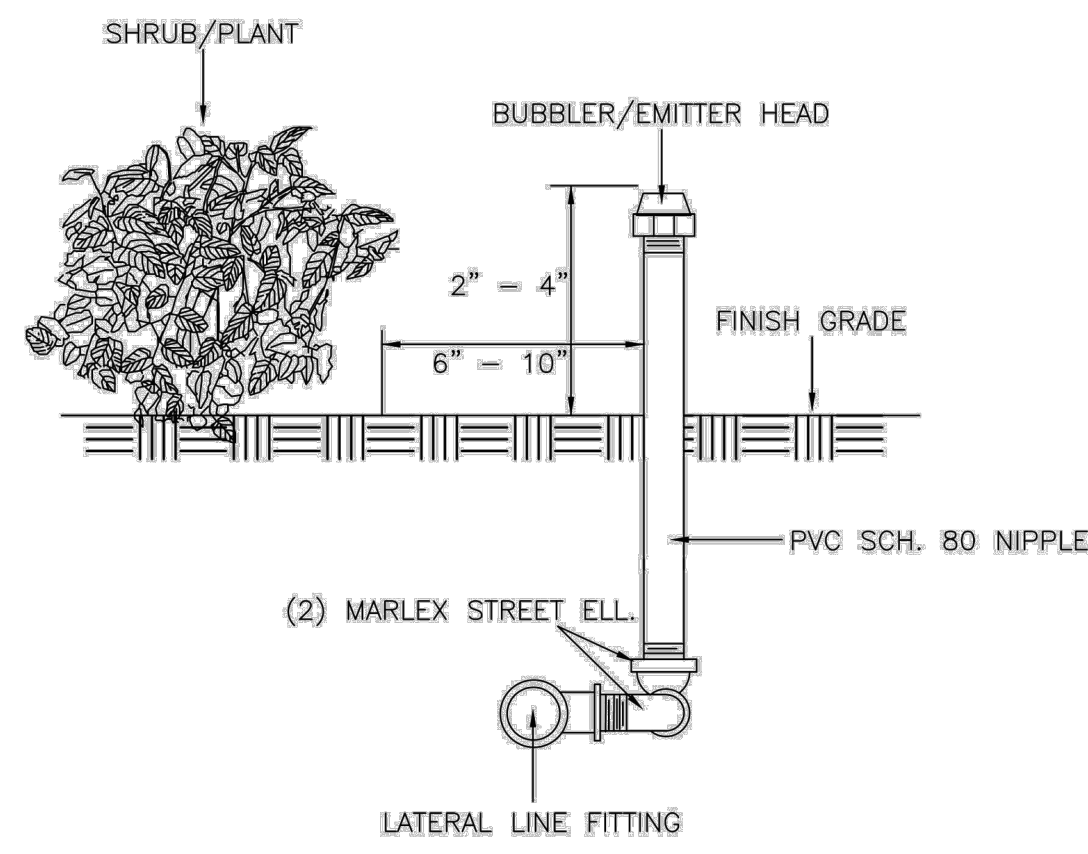 SHRUB/PLANT
BUBBLER/EMITTER HEAD
2" - 4"
FINISH GRADE
6" - 10"
PVC SCH. 80 NIPPLE
(2) MARLEX STREET ELL.
LATERAL LINE FITTING